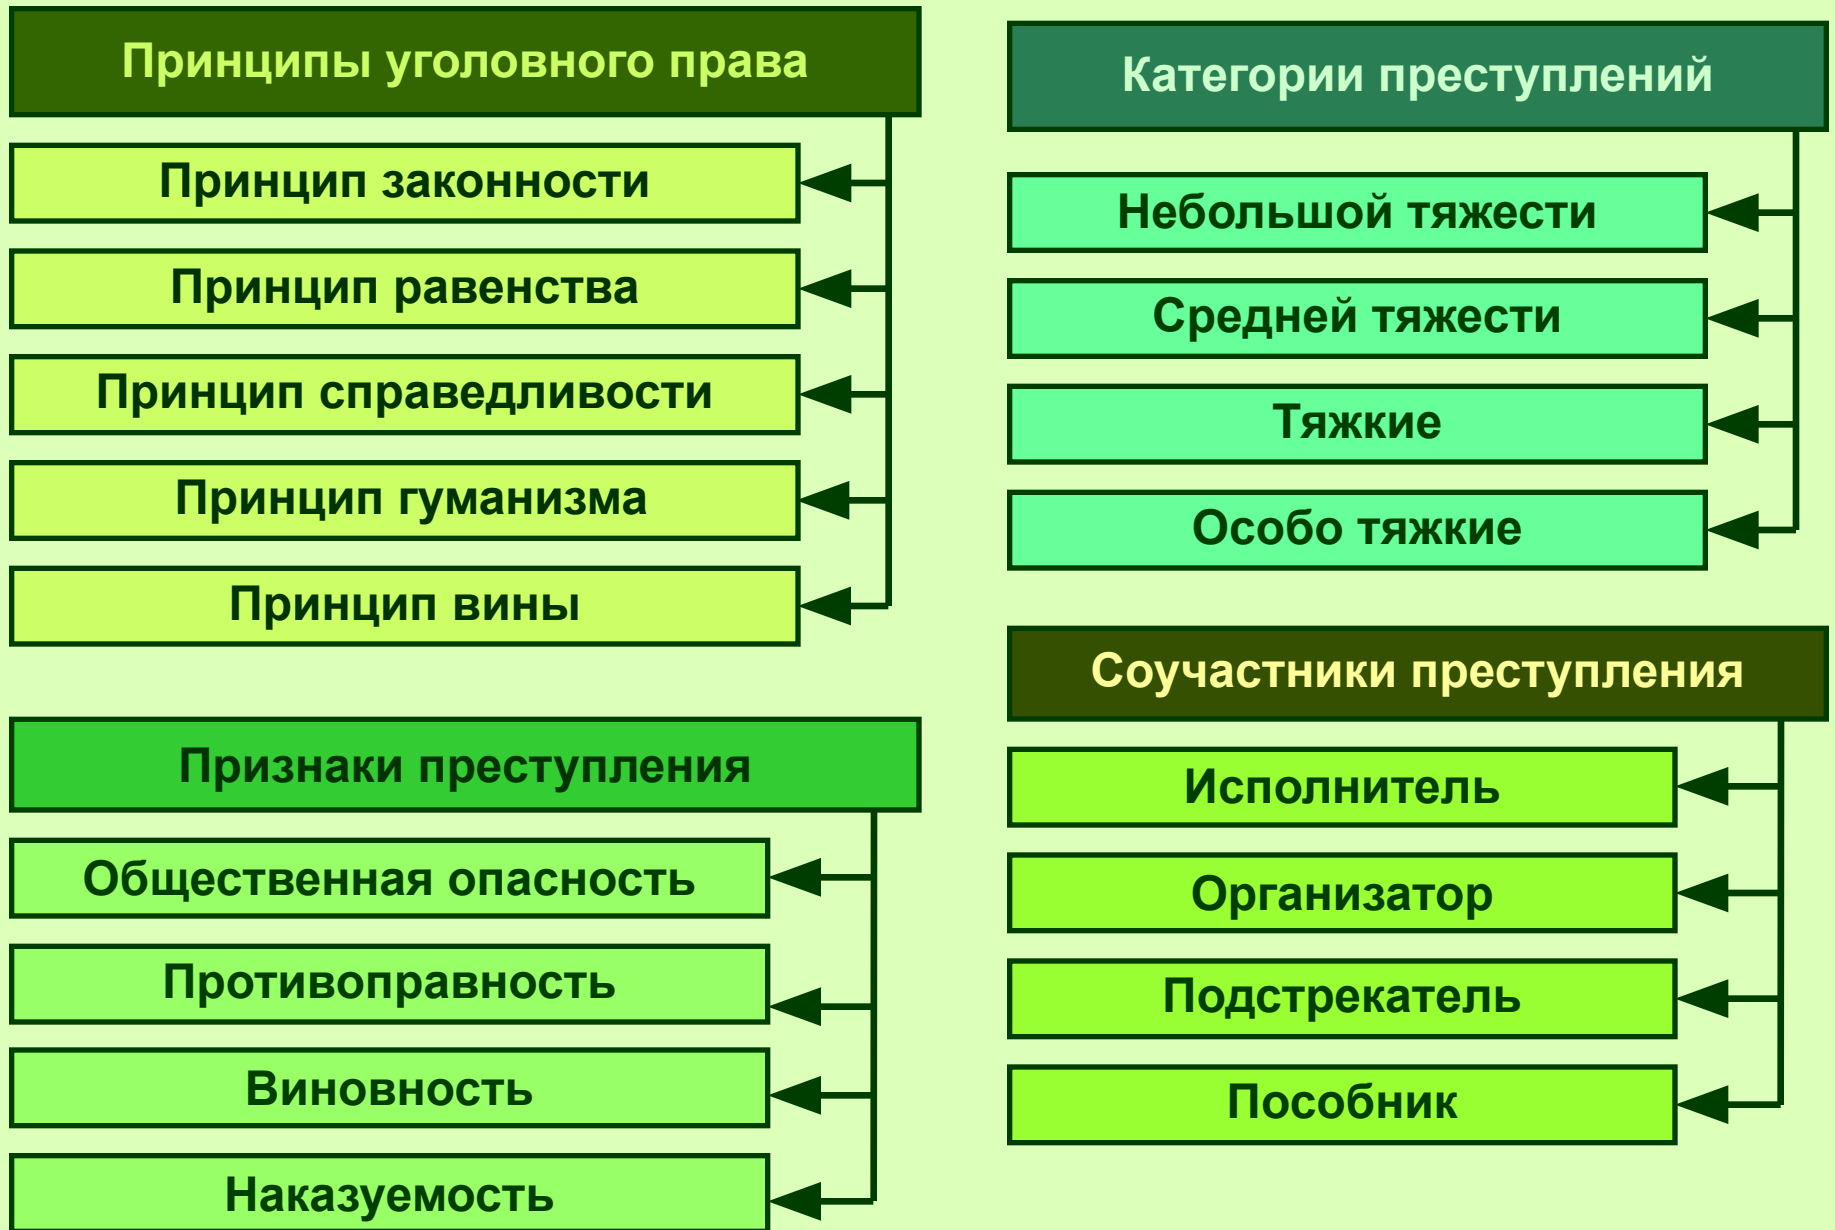 Принципы уголовного права
Принцип законности
Принцип равенства
Принцип справедливости
Принцип гуманизма
Принцип вины
Признаки преступления
Общественная опасность
Противоправность
Виновность
Наказуемость
Категории преступлений
Небольшой тяжести
Средней тяжести
Тяжкие
Особо тяжкие
Соучастники преступления
Исполнитель
Организатор
Подстрекатель
Пособник